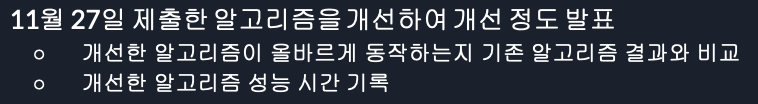 11월 27일 제출한 알고리즘을 개선하여 개선 정도 발표
○ 개선한 알고리즘이 올바르게 동작하는지 기존 알고리즘 결과와 비교
○ 개선한 알고리즘 성능 시간 기록